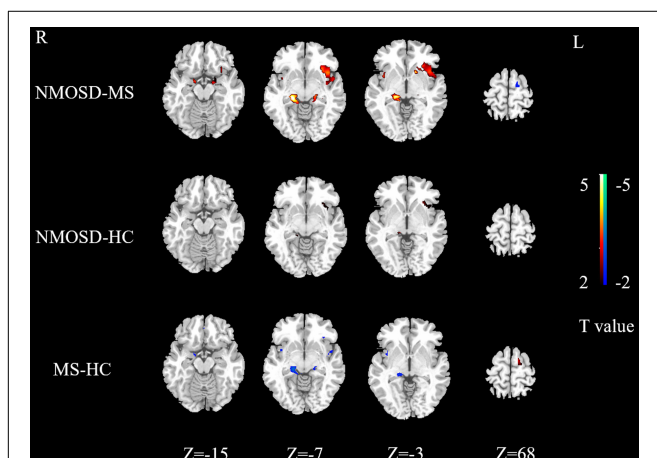 R
L
NMOSD-MS
NMOSD-HC
5
-5
2
-2
T value
MS-HC
Z=-15
Z=-7
Z=-3
Z=68